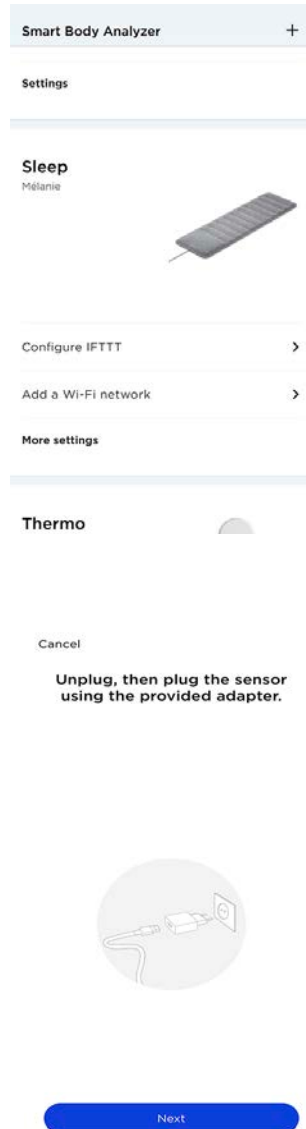 Smart Body Analyzer +
Settings
Sleep
Mélanie
Configure IFTTT
Add a Wi-Fi network
More settings
Thermo
Cancel
Unplug, then plug the sensor
using the provided adapter.
Next